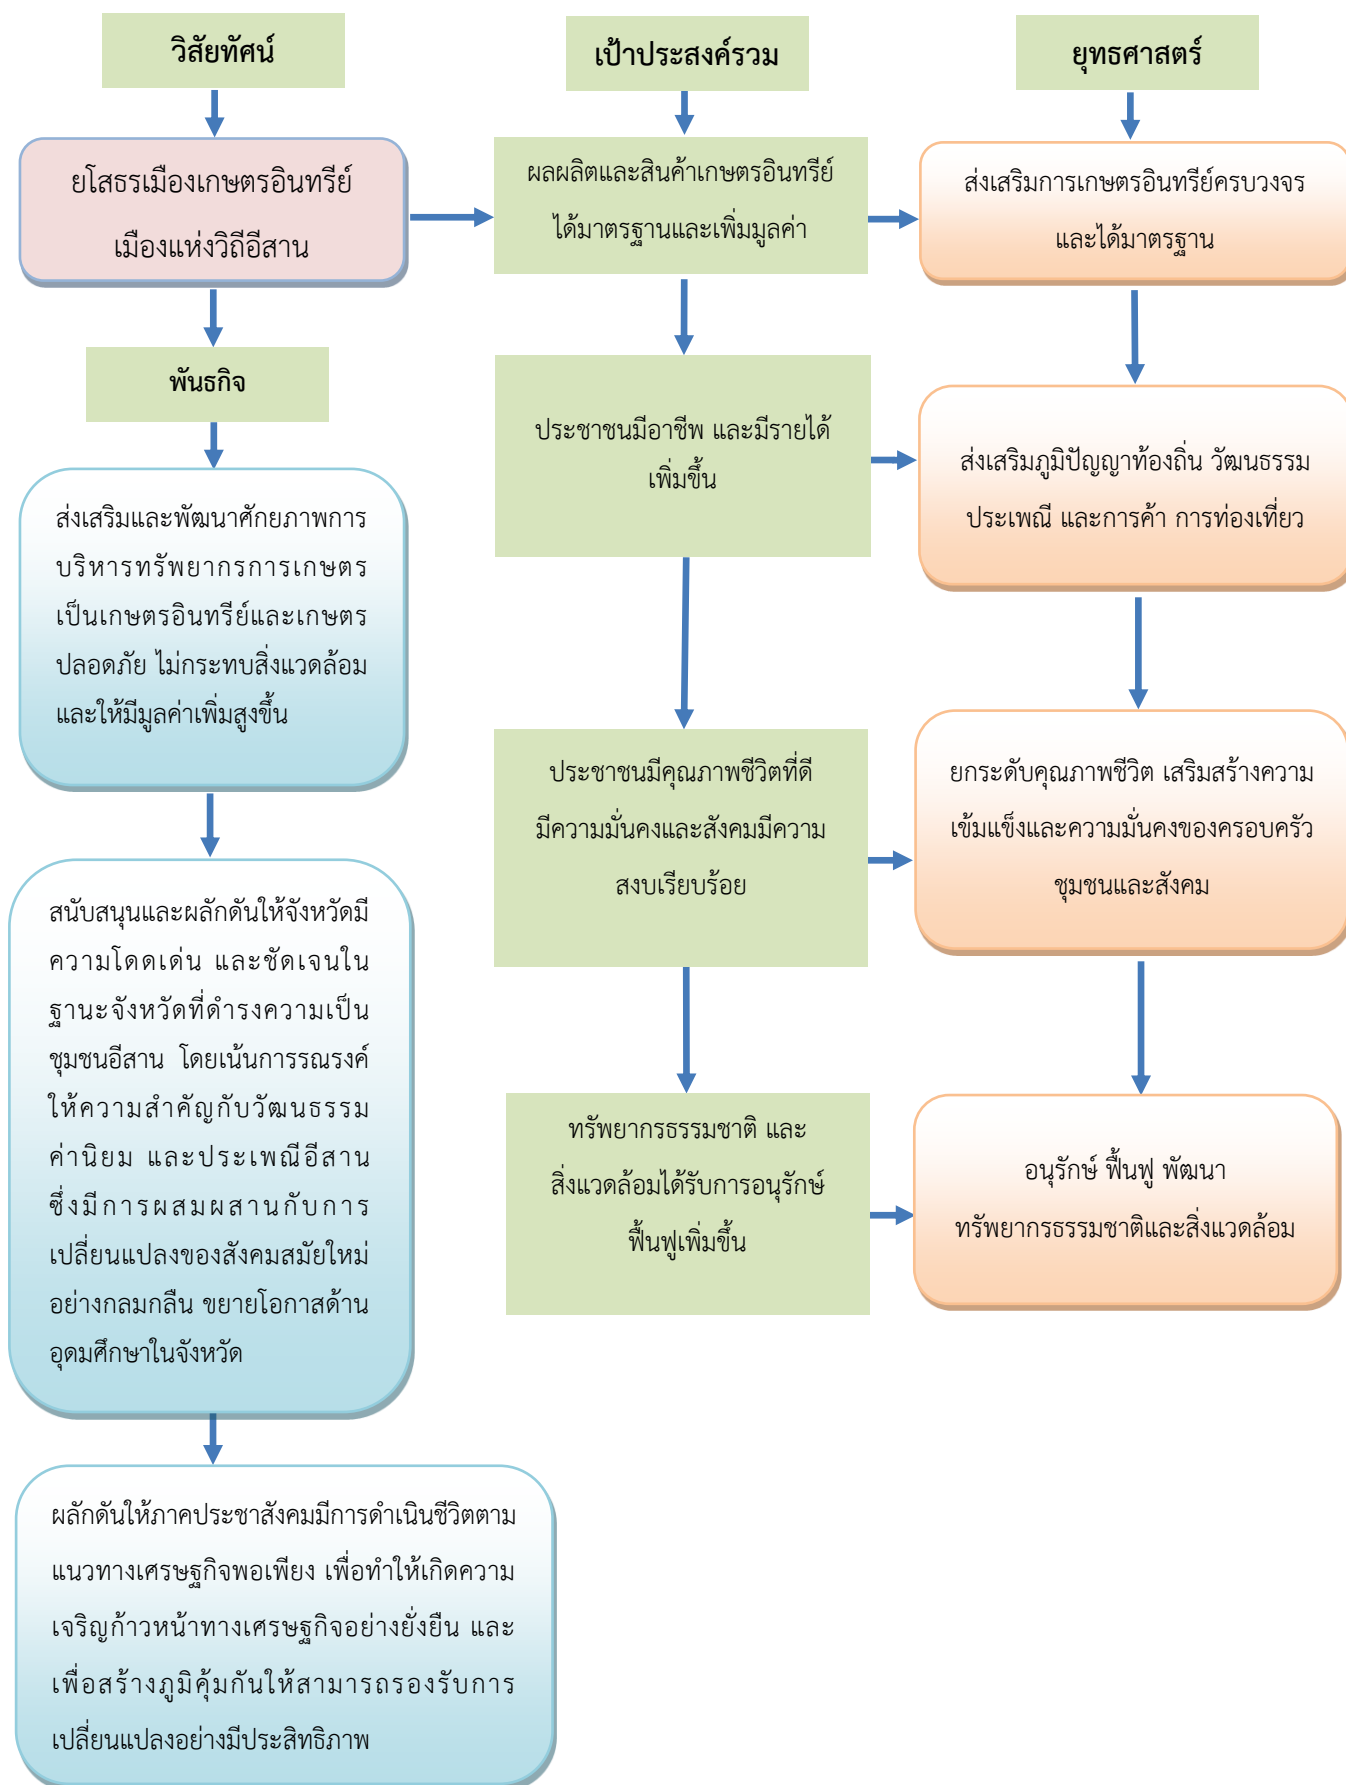 วิสัยทัศน์
ยโสธรเมืองเกษตรอินทรีย์
เมืองแห่งวิถีอีสาน
พันธกิจ
ส่งเสริมและพัฒนาศักยภาพการ
บริหารทรัพยากรการเกษตร
เป็นเกษตรอินทรีย์และเกษตร
ปลอดภัย ไม่กระทบสิ่งแวดล้อม
และให้มีมูลค่าเพิ่มสูงขึ้น
สนับสนุนและผลักดันให้จังหวัดมี
ความโดดเด่น และชัดเจนใน
ฐานะจังหวัดที่ดำรงความเป็น
ชุมชนอีสาน โดยเน้นการรณรงค์
ให้ความสำคัญกับวัฒนธรรม
ค่านิยม และประเพณีอีสาน
ซึ่งมีการผสมผสานกับการ
เปลี่ยนแปลงของสังคมสมัยใหม่
อย่างกลมกลืน ขยายโอกาสด้าน
อุดมศึกษาในจังหวัด
ผลักดันให้ภาคประชาสังคมมีการดำเนินชีวิตตาม
แนวทางเศรษฐกิจพอเพียง เพื่อทำให้เกิดความ
เจริญก้าวหน้าทางเศรษฐกิจอย่างยั่งยืน และ
เพื่อสร้างภูมิคุ้มกันให้สามารถรองรับการ
เปลี่ยนแปลงอย่างมีประสิทธิภาพ
เป้าประสงค์รวม
ผลผลิตและสินค้าเกษตรอินทรีย์
ได้มาตรฐานและเพิ่มมูลค่า
ประชาชนมีอาชีพ และมีรายได้
เพิ่มขึ้น
ประชาชนมีคุณภาพชีวิตที่ดี
มีความมั่นคงและสังคมมีความ
สงบเรียบร้อย
ทรัพยากรธรรมชาติ และ
สิ่งแวดล้อมได้รับการอนุรักษ์
ฟื้นฟูเพิ่มขึ้น
ยุทธศาสตร์
ส่งเสริมการเกษตรอินทรีย์ครบวงจร
และได้มาตรฐาน
ส่งเสริมภูมิปัญญาท้องถิ่น วัฒนธรรม
ประเพณี และการค้า การท่องเที่ยว
ยกระดับคุณภาพชีวิต เสริมสร้างความ
เข้มแข็งและความมั่นคงของครอบครัว
ชุมชนและสังคม
อนุรักษ์ ฟื้นฟู พัฒนา
ทรัพยากรธรรมชาติและสิ่งแวดล้อม